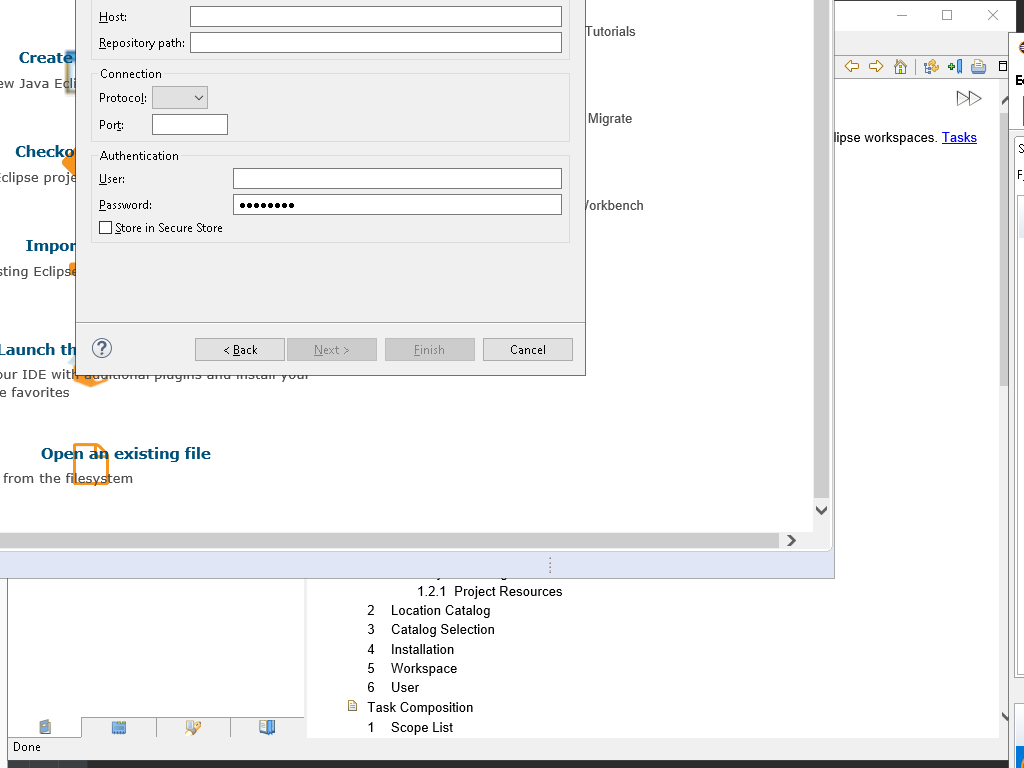 Host:
Repository path:
Connection
Protocol:
Port:
Authentication
User:
Password:
Store in Secure Store
< Back
Next >
Finish
Cancel
Create
ew Java Ecli
Checko
Eclipse proje
Impor
sting Eclipse
Launch th
our IDE with additional plugins and install your
e favorites
Open an existing file
from the filesystem
Tutorials
Migrate
Workbench
lipse workspaces. Tasks
1.2.1 Project Resources
2 Location Catalog
3 Catalog Selection
4 Installation
5 Workspace
6 User
Task Composition
1 Scope List
Done